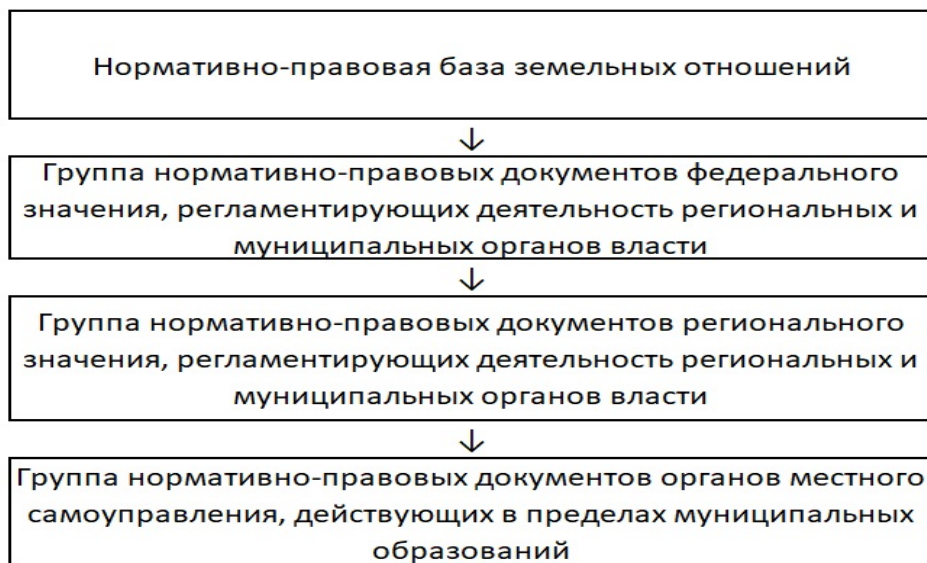 Нормативно-правовая база земельных отношений
Группа нормативно-правовых документов федерального
значения, регламентирующих деятельность региональных и
муниципальных органов власти
Группа нормативно-правовых документов регионального
значения, регламентирующих деятельность региональных и
муниципальных органов власти
Группа нормативно-правовых документов органов местного
самоуправления, действующих в пределах муниципальных
образований